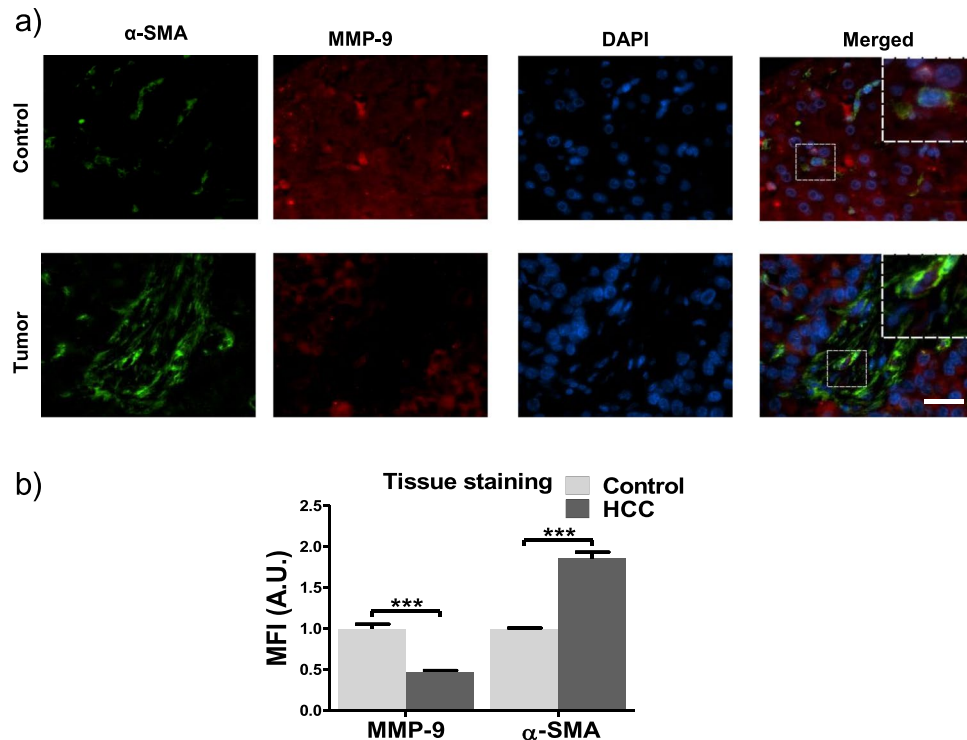 a)
α-SMA MMP-9 DAPI Merged
Control
Tumor
b)
Tissue staining
Control
HCC
MFI (A.U.)
2.5
2.0
1.5
1.0
0.5
0.0
***
***
MMP-9 α-SMA